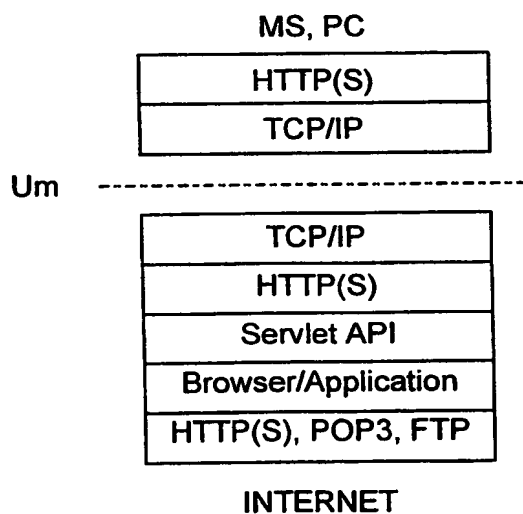 MS, PC
HTTP(S)
TCP/IP
Um
TCP/IP
HTTP(S)
Servlet API
Browser/Application
HTTP(S), POP3, FTP
INTERNET